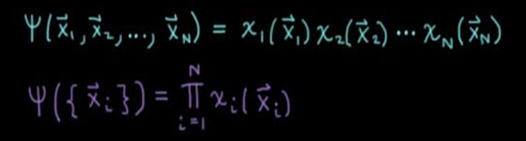 Ψ(x⃗₁, x⃗₂, ..., x⃗_N) = χ₁(x⃗₁) χ₂(x⃗₂) ⋯ χ_N(x⃗_N)
Ψ({x⃗ᵢ}) = ∏ᵢ₌₁ᴺ χᵢ(x⃗ᵢ)